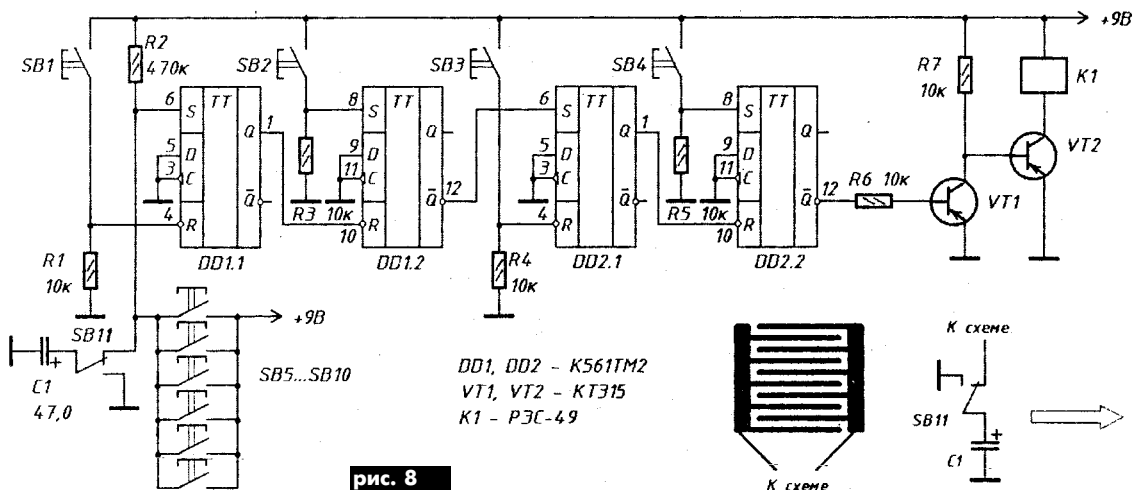 +9В
SB1
R2
470к
SB2
SB3
SB4
R7
10к
K1
6
S
TT
Q
1
5
D
3
C
Q
4
R
DD1.1
8
S
TT
Q
9
D
11
C
Q
12
R3
10к
10
R
DD1.2
6
S
TT
Q
1
5
D
3
C
Q
4
R
DD2.1
8
S
TT
Q
9
D
11
C
Q
12
R5
10к
10
R
DD2.2
R6 10к
VT1
VT2
R1
10к
R4
10к
SB11
+9В
C1
47,0
+
SB5...SB10
DD1, DD2 - К561ТМ2
VT1, VT2 - КТ315
K1 - РЭС-49
К схеме
К схеме
SB11
C1
+
рис. 8